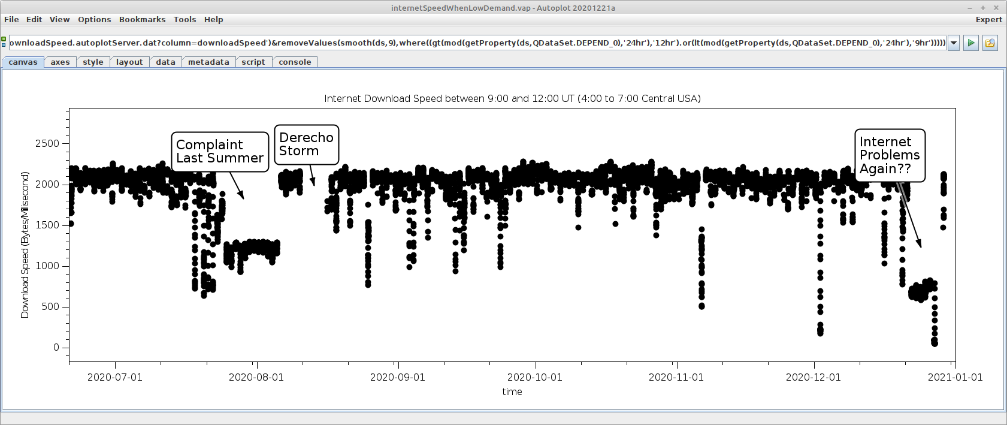 internetSpeedWhenLowDemand.vap - Autoplot 20201221a
File Edit View Options Bookmarks Tools Help Expert
ownloadSpeed.autoplotServer.dat?column=downloadSpeed')&removeValues(smooth(ds,9),where((gt(mod(getProperty(ds,QDataSet.DEPEND_0),'24hr'),'12hr').or(lt(mod(getProperty(ds,QDataSet.DEPEND_0),'24hr'),'9hr')))))
canvas axes style layout data metadata script console
Internet Download Speed between 9:00 and 12:00 UT (4:00 to 7:00 Central USA)
Complaint
Last Summer
Derecho
Storm
Internet
Problems
Again??
Download Speed (Bytes/Milisecond)
2500
2000
1500
1000
500
0
2020-07-01 2020-08-01 2020-09-01 2020-10-01 2020-11-01 2020-12-01 2021-01-01
time